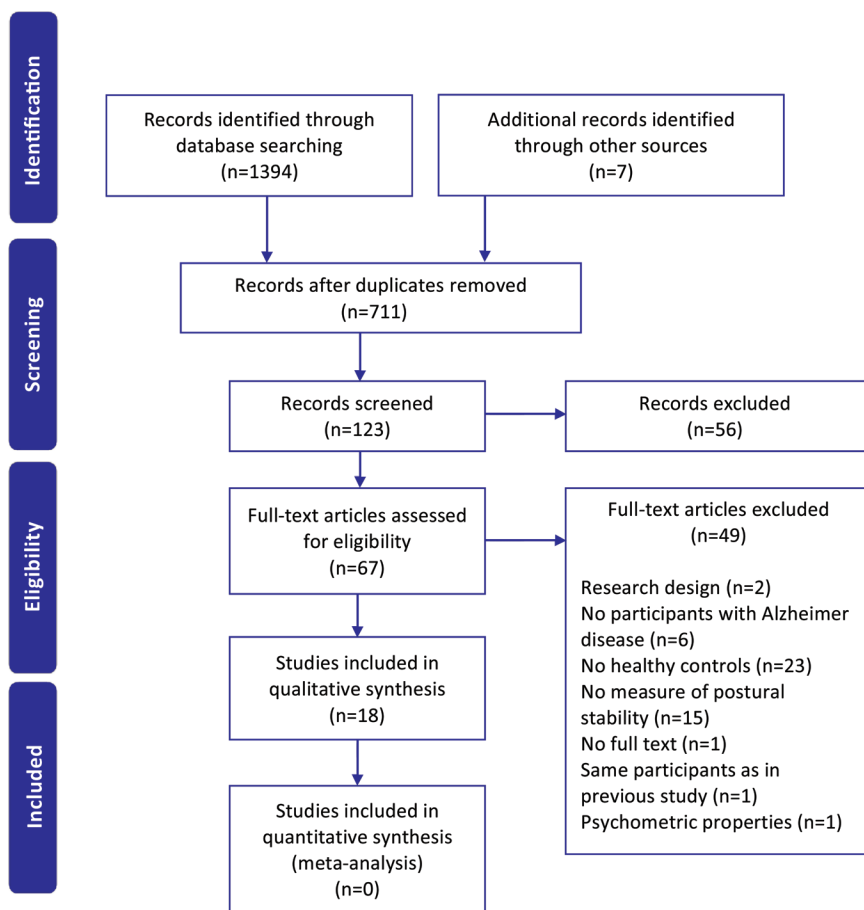 Identification
Records identified through
database searching
(n=1394)
Additional records identified
through other sources
(n=7)
Screening
Records after duplicates removed
(n=711)
Records screened
(n=123)
Records excluded
(n=56)
Eligibility
Full-text articles assessed
for eligibility
(n=67)
Full-text articles excluded
(n=49)
Research design (n=2)
No participants with Alzheimer
disease (n=6)
No healthy controls (n=23)
No measure of postural
stability (n=15)
No full text (n=1)
Same participants as in
previous study (n=1)
Psychometric properties (n=1)
Studies included in
qualitative synthesis
(n=18)
Included
Studies included in
quantitative synthesis
(meta-analysis)
(n=0)